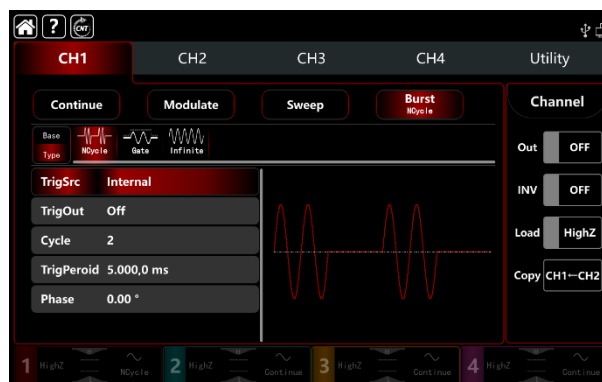 ? CNT
CH1 CH2 CH3 CH4 Utility
Continue Modulate Sweep Burst NCycle Channel
Base Type NCycle Gate Infinite
Out OFF
TrigSrc Internal
INV OFF
TrigOut Off
Load HighZ
Cycle 2
Copy CH1←CH2
TrigPeroid 5.000,0 ms
Phase 0.00 °
1 HighZ NCycle 2 HighZ Continue 3 HighZ Continue 4 HighZ Continue